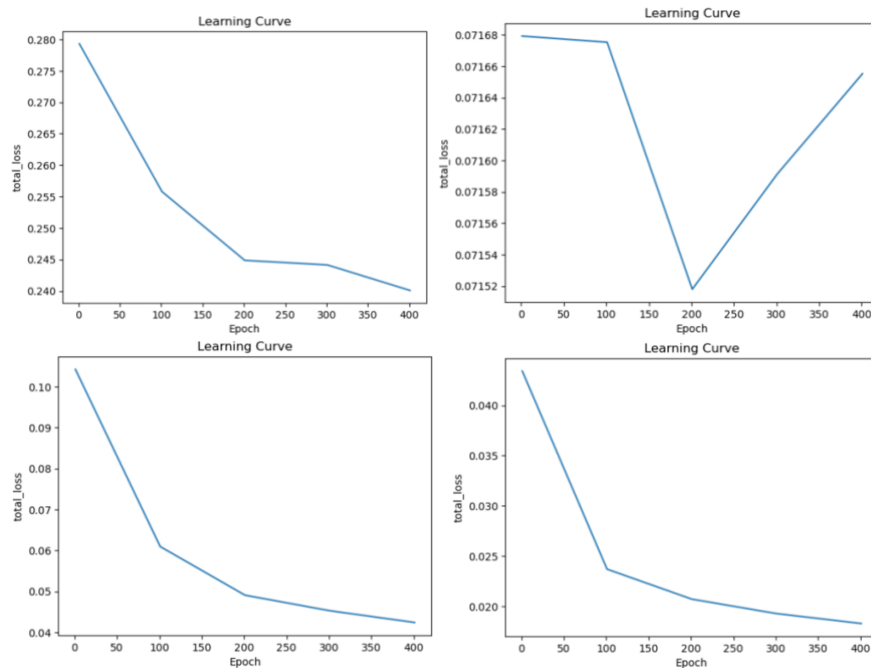 Learning Curve
0.280
0.275
0.270
0.265
0.260
0.255
0.250
0.245
0.240
total_loss
0 50 100 150 200 250 300 350 400
Epoch
Learning Curve
0.07168
0.07166
0.07164
0.07162
0.07160
0.07158
0.07156
0.07154
0.07152
total_loss
0 50 100 150 200 250 300 350 400
Epoch
Learning Curve
0.10
0.09
0.08
0.07
0.06
0.05
0.04
total_loss
0 50 100 150 200 250 300 350 400
Epoch
Learning Curve
0.040
0.035
0.030
0.025
0.020
total_loss
0 50 100 150 200 250 300 350 400
Epoch